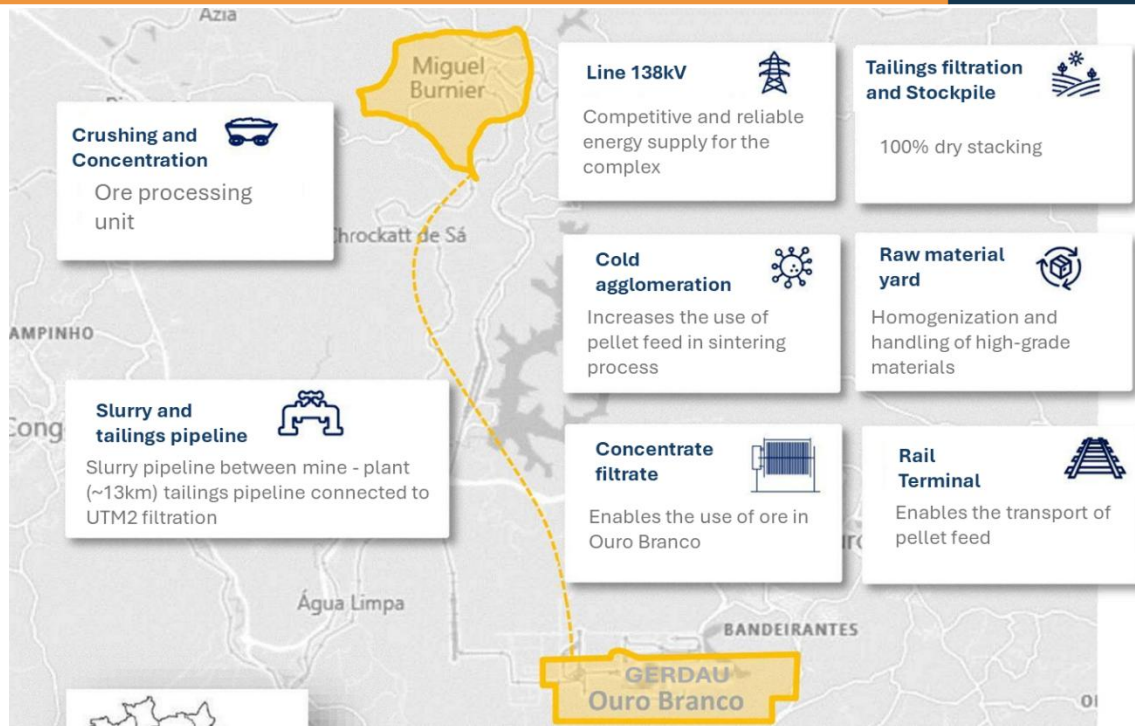 Azia
Miguel
Burnier
Crushing and
Concentration
Ore processing
unit
Line 138kV
Competitive and reliable
energy supply for the
complex
Tailings filtration
and Stockpile
100% dry stacking
hrockatt de Sá
Cold
agglomeration
Increases the use of
pellet feed in sintering
process
Raw material
yard
Homogenization and
handling of high-grade
materials
AMPINHO
Cong
Slurry and
tailings pipeline
Slurry pipeline between mine - plant
(~13km) tailings pipeline connected to
UTM2 filtration
Concentrate
filtrate
Enables the use of ore in
Ouro Branco
Rail
Terminal
Enables the transport of
pellet feed
Água Limpa
BANDEIRANTES
GERDAU
Ouro Branco